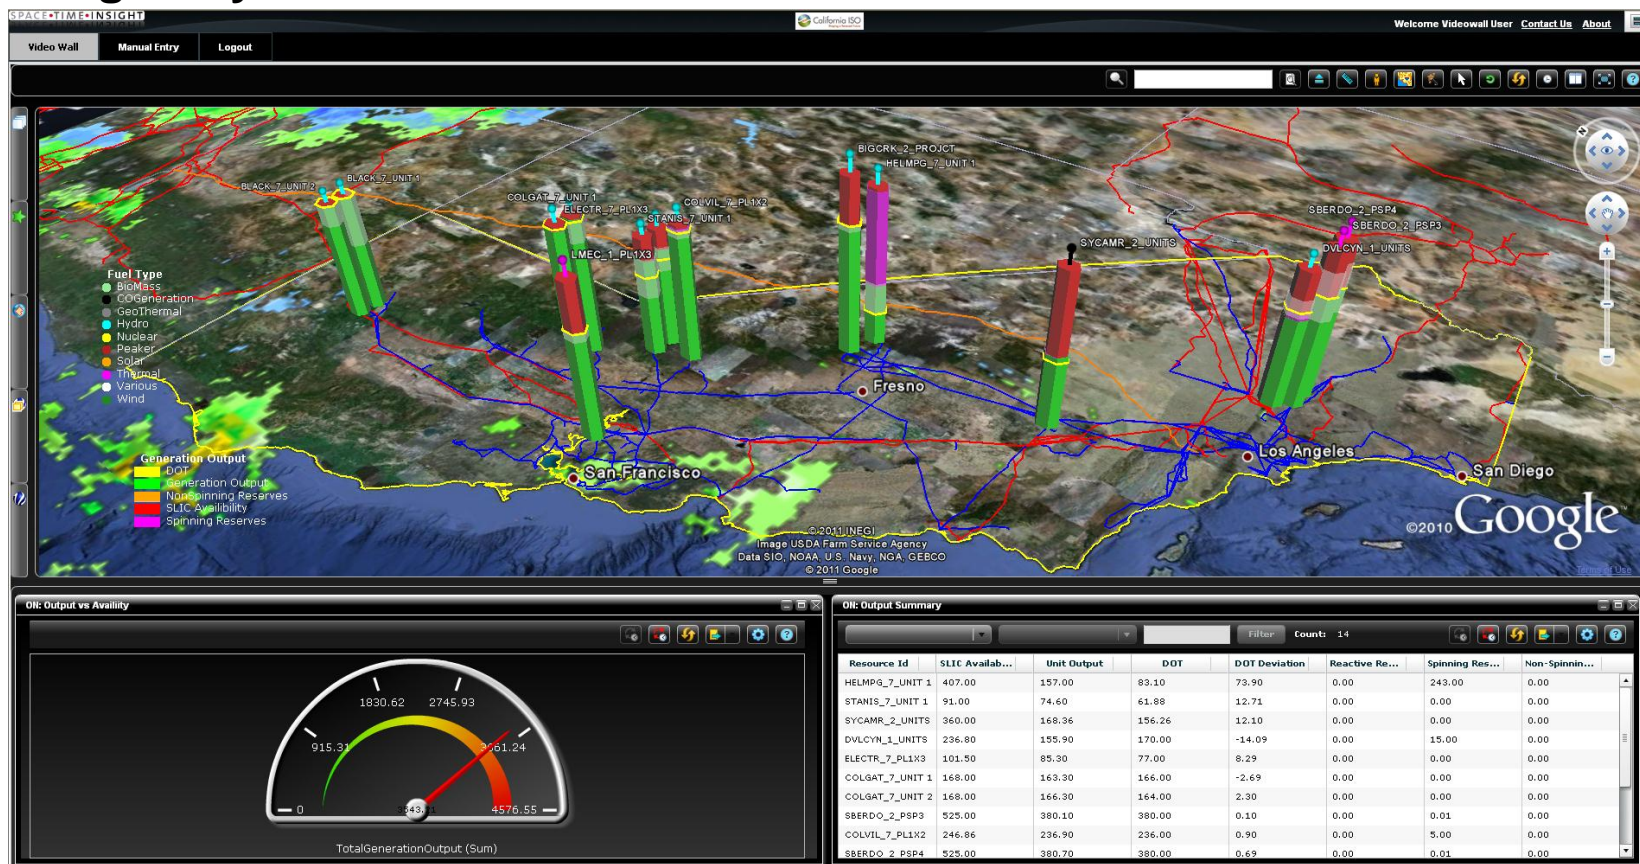 SPACE•TIME•INSIGHT
California ISO
Welcome Videowall User Contact Us About
Video Wall Manual Entry Logout
BIGCRK_2_PROJCT
HELMPG_7_UNIT 1
BLACK_7_UNIT 1
BLACK_7_UNIT 2
COLGAT_7_UNIT 1
COLVIL_7_PL1X2
ELECTR_7_PL1X3
STANIS_7_UNIT 1
SBERDO_2_PSP4
SBERDO_2_PSP3
SYCAMR_2_UNITS
DVLCYN_1_UNITS
LMEC_1_PL1X3
Fuel Type
BioMass
COGeneration
GeoThermal
Hydro
Nuclear
Peaker
Solar
Thermal
Various
Wind
Fresno
Los Angeles
San Francisco
San Diego
Generation Output
DOT
Generation Output
NonSpinning Reserves
SLIC Availibility
Spinning Reserves
©2010 Google
© 2011 INEGI
Image USDA Farm Service Agency
Data SIO, NOAA, U.S. Navy, NGA, GEBCO
© 2011 Google
Terms of Use
ON: Output vs Availiity
1830.62 2745.93
915.31 3661.24
0 4576.55
TotalGenerationOutput (Sum)
ON: Output Summary
Filter Count: 14
Resource Id SLIC Availab... Unit Output DOT DOT Deviation Reactive Re... Spinning Res... Non-Spinnin...
HELMPG_7_UNIT 1 407.00 157.00 83.10 73.90 0.00 243.00 0.00
STANIS_7_UNIT 1 91.00 74.60 61.88 12.71 0.00 0.00 0.00
SYCAMR_2_UNITS 360.00 168.36 156.26 12.10 0.00 0.00 0.00
DVLCYN_1_UNITS 236.80 155.90 170.00 -14.09 0.00 15.00 0.00
ELECTR_7_PL1X3 101.50 85.30 77.00 8.29 0.00 0.00 0.00
COLGAT_7_UNIT 1 168.00 163.30 166.00 -2.69 0.00 0.00 0.00
COLGAT_7_UNIT 2 168.00 166.30 164.00 2.30 0.00 0.00 0.00
SBERDO_2_PSP3 525.00 380.10 380.00 0.10 0.00 0.01 0.00
COLVIL_7_PL1X2 246.86 236.90 236.00 0.90 0.00 5.00 0.00
SBERDO_2_PSP4 525.00 380.70 380.00 0.69 0.00 0.01 0.00